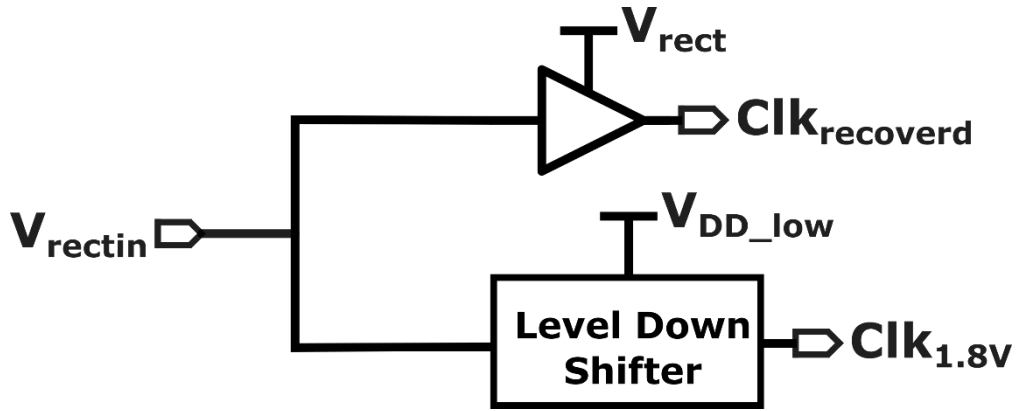 Vrect
Clkrecoverd
Vrectin
VDD_low
Level Down
Shifter
Clk1.8V